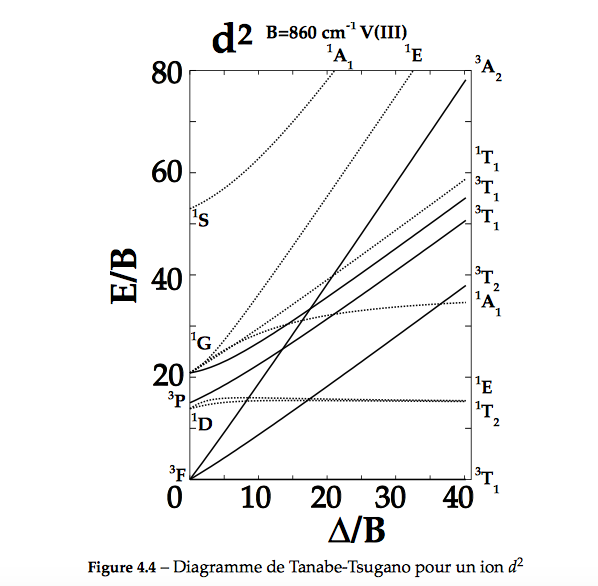 d² B=860 cm⁻¹ V(III)
¹A₁ ¹E
80
³A₂
60
¹T₁
³T₁
¹S
³T₁
E/B
40
³T₂
¹A₁
¹G
20
¹E
³P
¹T₂
¹D
³F
³T₁
0 10 20 30 40
Δ/B
Figure 4.4 – Diagramme de Tanabe-Tsugano pour un ion d²